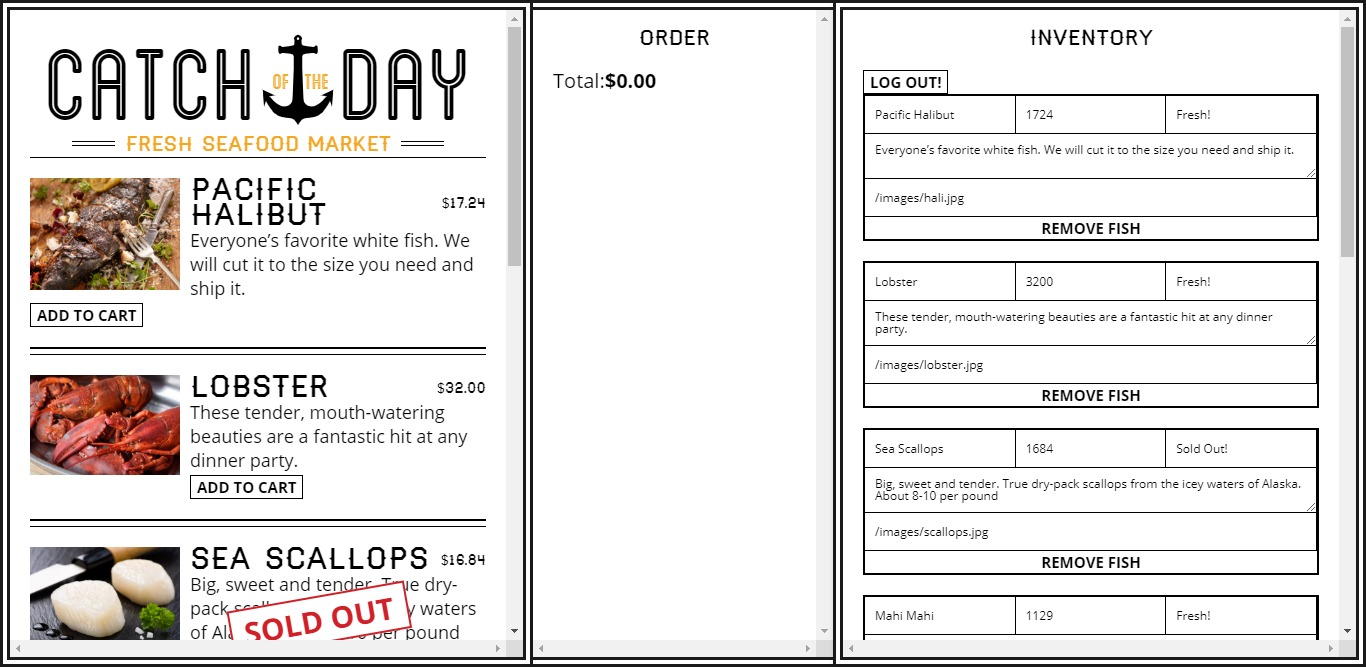 CATCH OF THE DAY
FRESH SEAFOOD MARKET
PACIFIC
HALIBUT
$17.24
Everyone’s favorite white fish. We
will cut it to the size you need and
ship it.
ADD TO CART
LOBSTER
$32.00
These tender, mouth-watering
beauties are a fantastic hit at any
dinner party.
ADD TO CART
SEA SCALLOPS
$16.84
Big, sweet and tender. True dry-
pack waters
of per pound
SOLD OUT
ORDER
Total:$0.00
INVENTORY
LOG OUT!
Pacific Halibut
1724
Fresh!
Everyone’s favorite white fish. We will cut it to the size you need and ship it.
/images/hali.jpg
REMOVE FISH
Lobster
3200
Fresh!
These tender, mouth-watering beauties are a fantastic hit at any dinner
party.
/images/lobster.jpg
REMOVE FISH
Sea Scallops
1684
Sold Out!
Big, sweet and tender. True dry-pack scallops from the icey waters of Alaska.
About 8-10 per pound
/images/scallops.jpg
REMOVE FISH
Mahi Mahi
1129
Fresh!